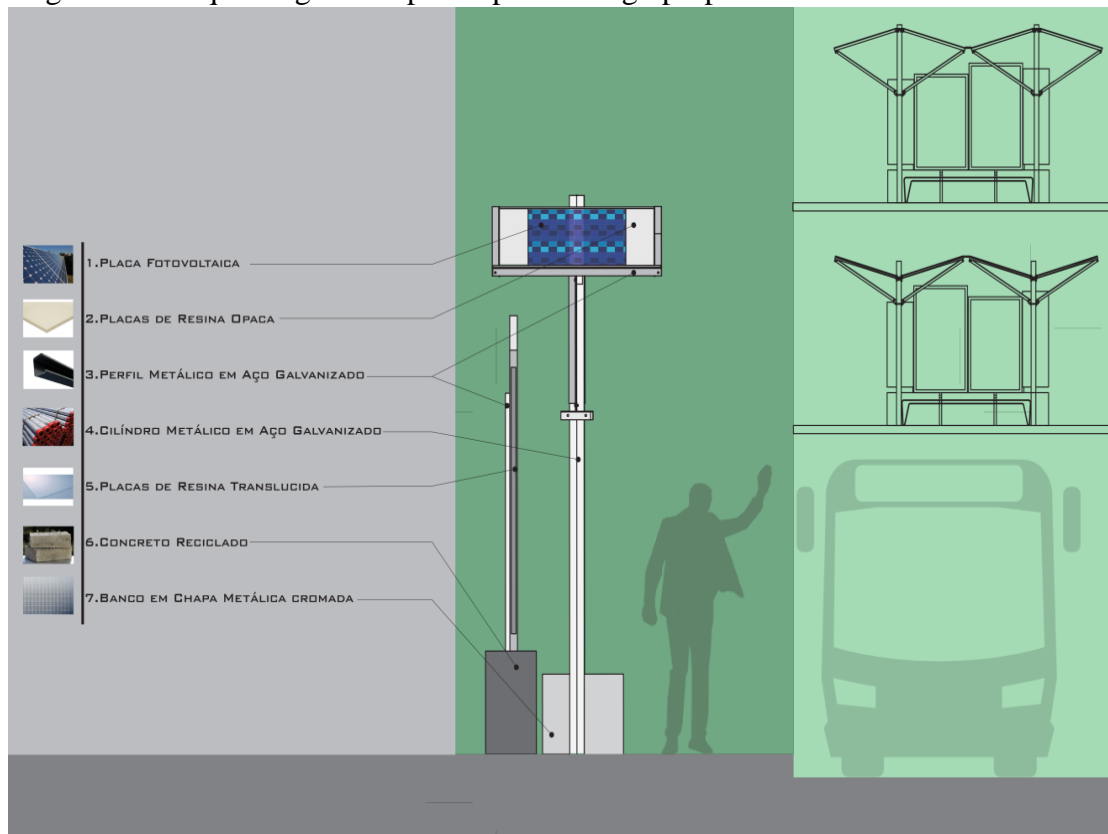 1.Placa Fotovoltaica
2.Placas de Resina Opaca
3.Perfil Metálico em Aço Galvanizado
4.Cilíndro Metálico em Aço Galvanizado
5.Placas de Resina Translucida
6.Concreto Reciclado
7.Banco em Chapa Metálica cromada